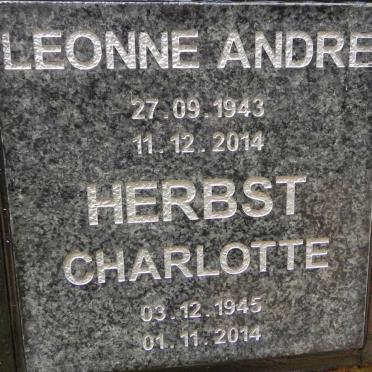 LEONNE ANDRE
27.09.1943
11.12.2014
HERBST
CHARLOTTE
03.12.1945
01.11.2014